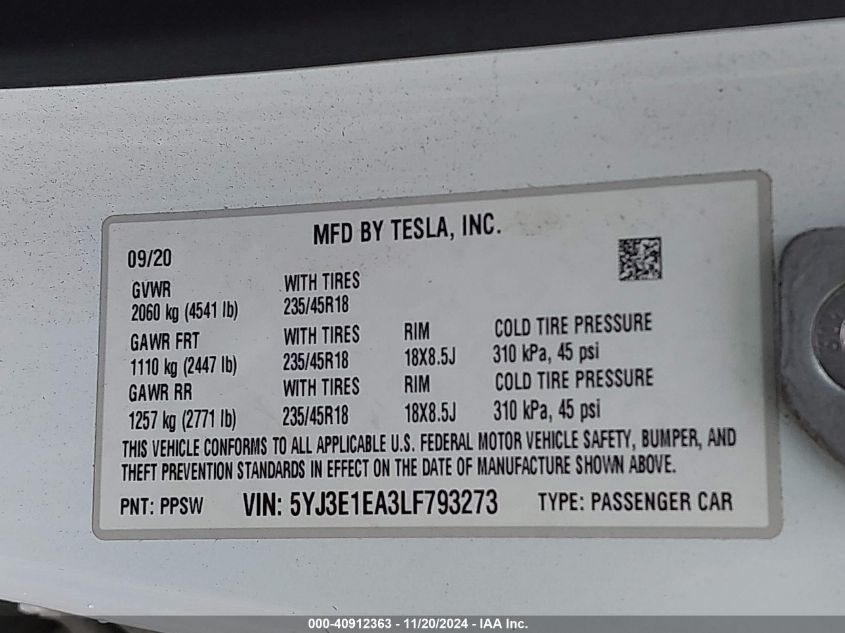 MFD BY TESLA, INC.
09/20
GVWR WITH TIRES
2060 kg (4541 lb) 235/45R18
GAWR FRT WITH TIRES RIM COLD TIRE PRESSURE
1110 kg (2447 lb) 235/45R18 18X8.5J 310 kPa, 45 psi
GAWR RR WITH TIRES RIM COLD TIRE PRESSURE
1257 kg (2771 lb) 235/45R18 18X8.5J 310 kPa, 45 psi
THIS VEHICLE CONFORMS TO ALL APPLICABLE U.S. FEDERAL MOTOR VEHICLE SAFETY, BUMPER, AND
THEFT PREVENTION STANDARDS IN EFFECT ON THE DATE OF MANUFACTURE SHOWN ABOVE.
PNT: PPSW VIN: 5YJ3E1EA3LF793273 TYPE: PASSENGER CAR
000-40912363 - 11/20/2024 - IAA Inc.